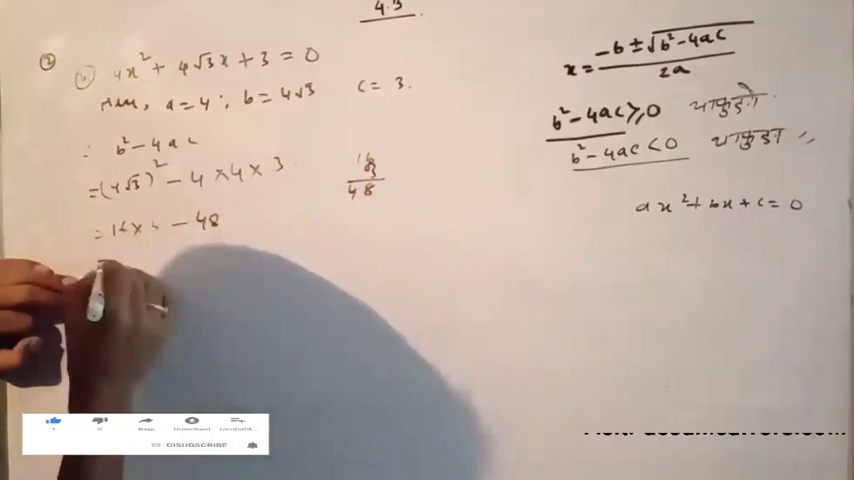 4.3
② ⓑ 4x² + 4√3x + 3 = 0
a = 4 ; b = 4√3 c = 3.
∴ b² - 4ac
= (4√3)² - 4 × 4 × 3
16
3
48
= 16 × 3 - 48
x = (-b ± √(b² - 4ac)) / 2a
b² - 4ac ≥ 0
b² - 4ac < 0
ax² + bx + c = 0
DISUBSCRIBE